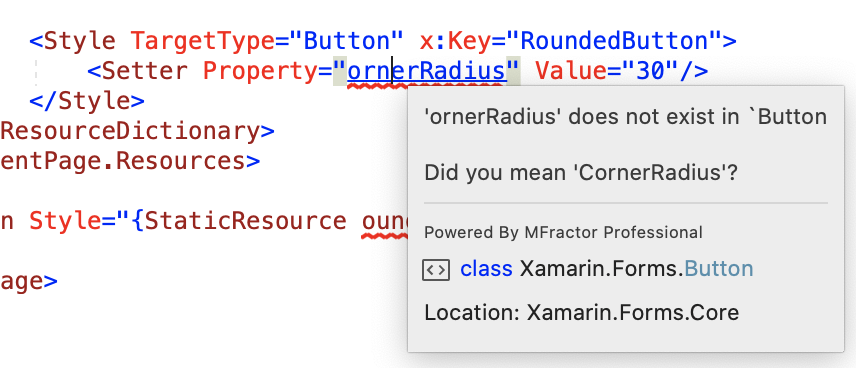 <Style TargetType="Button" x:Key="RoundedButton">
<Setter Property="ornerRadius" Value="30"/>
</Style>
ResourceDictionary>
entPage.Resources>
n Style="{StaticResource oun
age>
'ornerRadius' does not exist in `Button
Did you mean 'CornerRadius'?
Powered By MFractor Professional
<> class Xamarin.Forms.Button
Location: Xamarin.Forms.Core